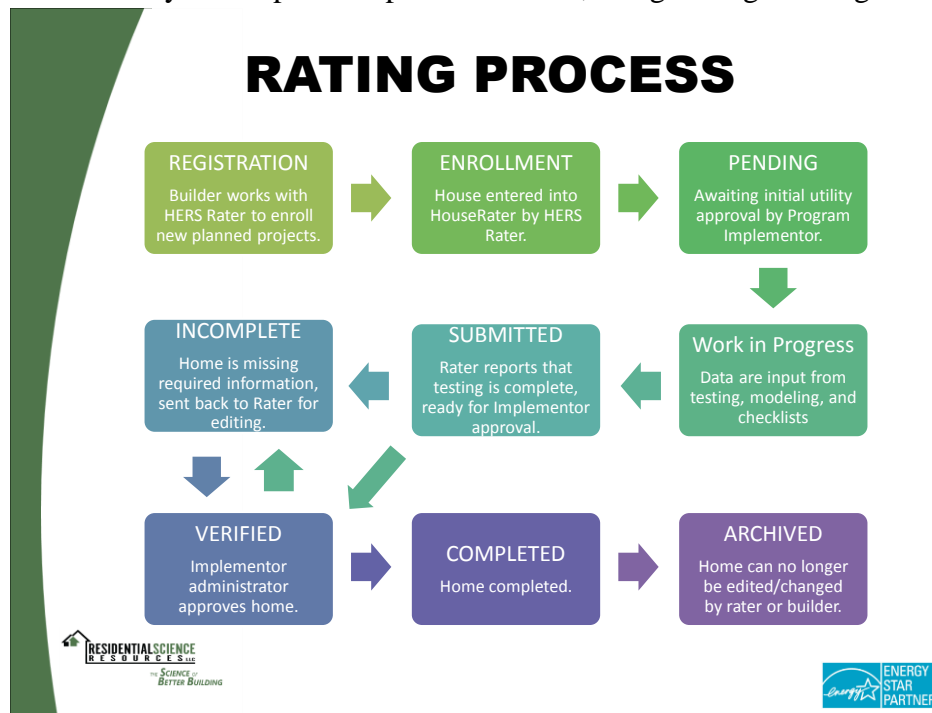 RATING PROCESS
REGISTRATION
Builder works with
HERS Rater to enroll
new planned projects.
ENROLLMENT
House entered into
HouseRater by HERS
Rater.
PENDING
Awaiting initial utility
approval by Program
Implementor.
INCOMPLETE
Home is missing
required information,
sent back to Rater for
editing.
SUBMITTED
Rater reports that
testing is complete,
ready for Implementor
approval.
Work in Progress
Data are input from
testing, modeling, and
checklists
VERIFIED
Implementor
administrator
approves home.
COMPLETED
Home completed.
ARCHIVED
Home can no longer
be edited/changed
by rater or builder.
RESIDENTIALSCIENCE
RESOURCES LLC
THE SCIENCE OF
BETTER BUILDING
energy
ENERGY
STAR
PARTNER